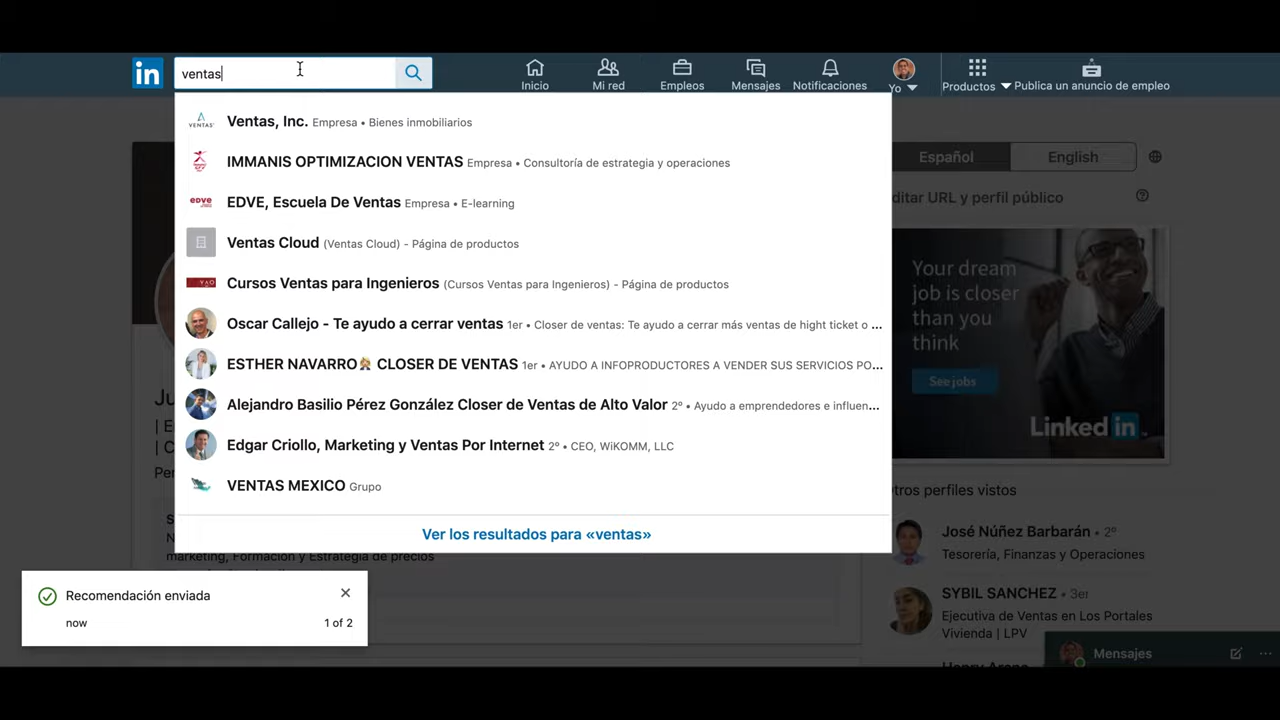 in
ventas
Inicio
Mi red
Empleos
Mensajes
Notificaciones
Yo
Productos
Publica un anuncio de empleo
VENTAS
Ventas, Inc. Empresa • Bienes inmobiliarios
IMMANIS OPTIMIZACION VENTAS Empresa • Consultoría de estrategia y operaciones
edve
EDVE, Escuela De Ventas Empresa • E-learning
Ventas Cloud (Ventas Cloud) - Página de productos
Cursos Ventas para Ingenieros (Cursos Ventas para Ingenieros) - Página de productos
Oscar Callejo - Te ayudo a cerrar ventas 1er • Closer de ventas: Te ayudo a cerrar más ventas de hight ticket o ...
ESTHER NAVARRO CLOSER DE VENTAS 1er • AYUDO A INFOPRODUCTORES A VENDER SUS SERVICIOS PO...
Alejandro Basilio Pérez González Closer de Ventas de Alto Valor 2º • Ayudo a emprendedores e influen...
Edgar Criollo, Marketing y Ventas Por Internet 2º • CEO, WiKOMM, LLC
VENTAS MEXICO Grupo
Ver los resultados para «ventas»
Español
English
ditar URL y perfil público
Your dream
job is closer
than you
think
See jobs
Linked in
tros perfiles vistos
José Núñez Barbarán • 2º
Tesorería, Finanzas y Operaciones
SYBIL SANCHEZ • 3er
Ejecutiva de Ventas en Los Portales
Vivienda | LPV
Ju
| E
| C
Per
S
N
marketing, Formación y Estrategia de precios
Recomendación enviada
now
1 of 2
Mensajes